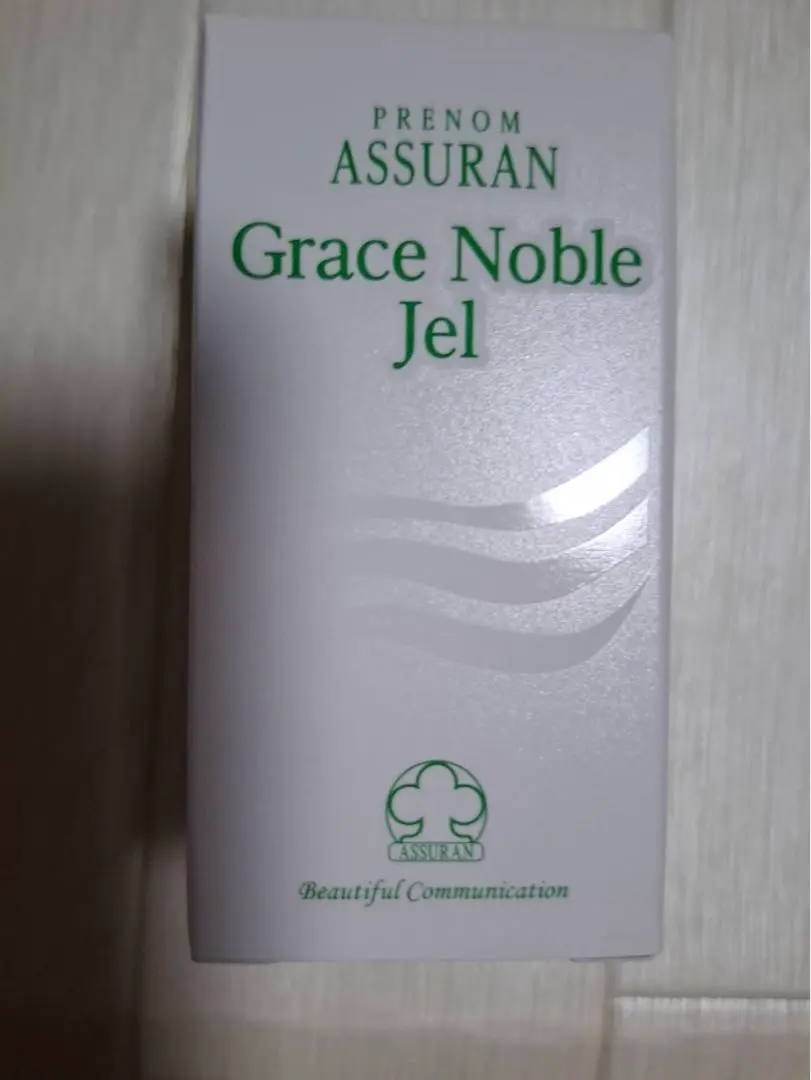 PRENOM
ASSURAN
Grace Noble
Jel
ASSURAN
Beautiful Communication